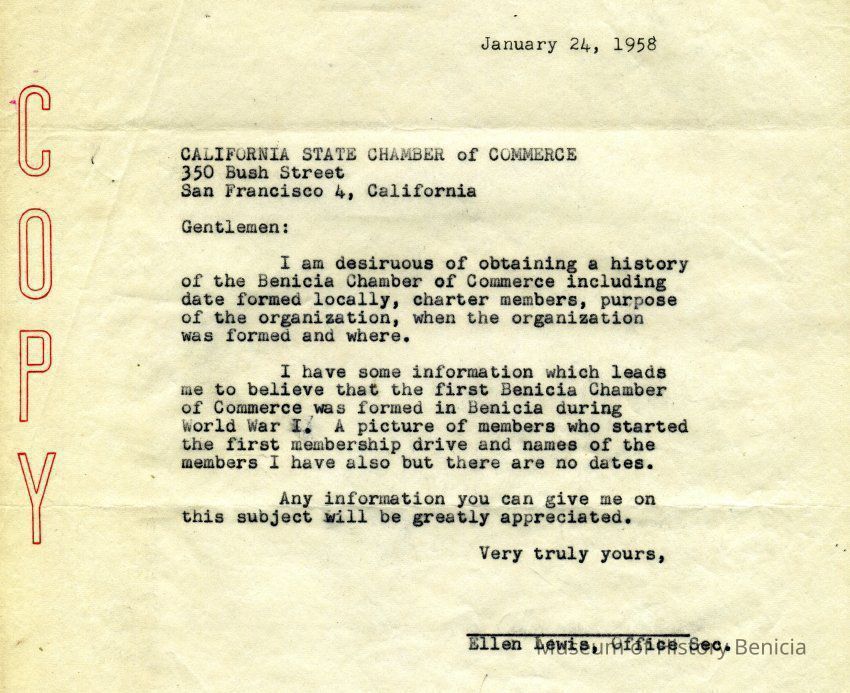 January 24, 1958
COPY
CALIFORNIA STATE CHAMBER of COMMERCE
350 Bush Street
San Francisco 4, California
Gentlemen:
I am desiruous of obtaining a history
of the Benicia Chamber of Commerce including
date formed locally, charter members, purpose
of the organization, when the organization
was formed and where.
I have some information which leads
me to believe that the first Benicia Chamber
of Commerce was formed in Benicia during
World War I. A picture of members who started
the first membership drive and names of the
members I have also but there are no dates.
Any information you can give me on
this subject will be greatly appreciated.
Very truly yours,
Ellen Lewis, Office Sec.
Museum of History Benicia